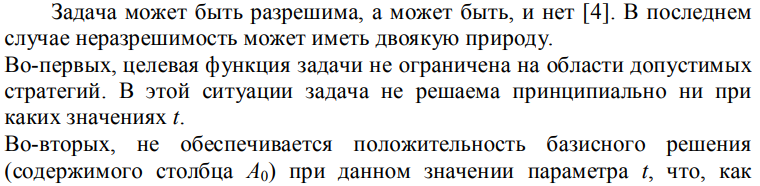 Задача может быть разрешима, а может быть, и нет [4]. В последнем
случае неразрешимость может иметь двоякую природу.
Во-первых, целевая функция задачи не ограничена на области допустимых
стратегий. В этой ситуации задача не решаема принципиально ни при
каких значениях t.
Во-вторых, не обеспечивается положительность базисного решения
(содержимого столбца A₀) при данном значении параметра t, что, как